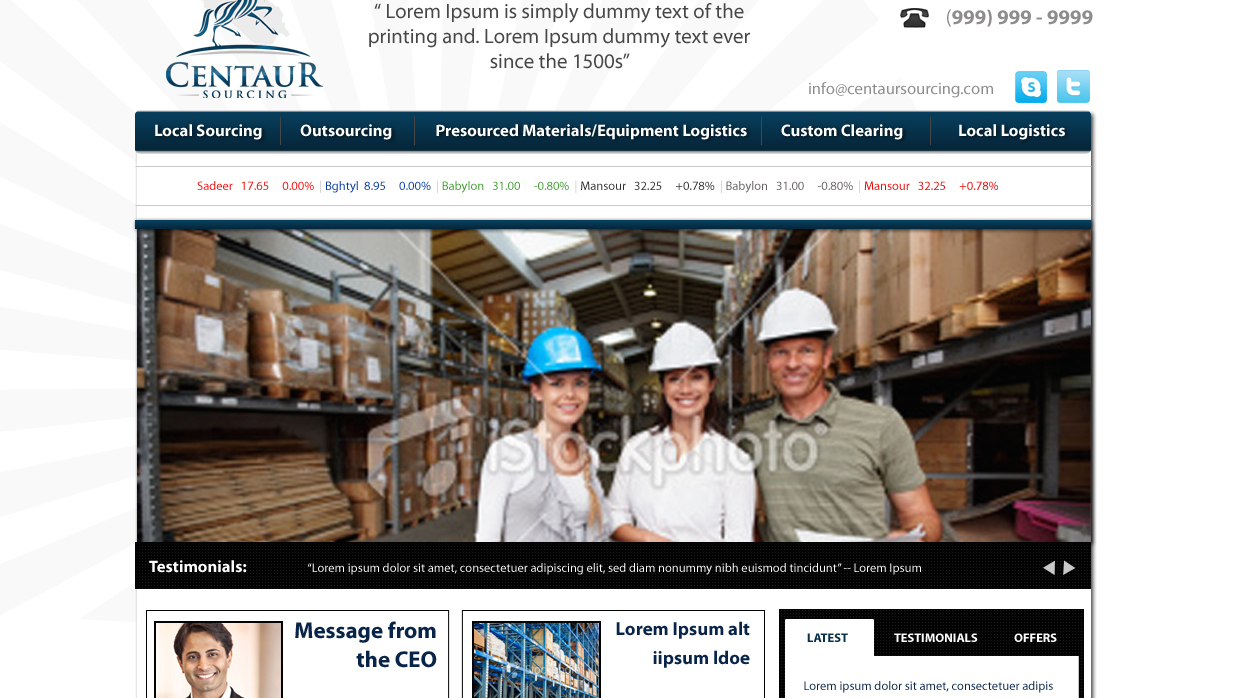 “ Lorem Ipsum is simply dummy text of the
printing and. Lorem Ipsum dummy text ever
since the 1500s”
(999) 999 - 9999
CENTAUR
SOURCING
info@centaursourcing.com
Local Sourcing Outsourcing Presourced Materials/Equipment Logistics Custom Clearing Local Logistics
Sadeer 17.65 0.00% Bghtyl 8.95 0.00% Babylon 31.00 -0.80% Mansour 32.25 +0.78% Babylon 31.00 -0.80% Mansour 32.25 +0.78%
iStockphoto®
Testimonials: “Lorem ipsum dolor sit amet, consectetuer adipiscing elit, sed diam nonummy nibh euismod tincidunt” -- Lorem Ipsum
Message from
the CEO
Lorem Ipsum alt
iipsum ldoe
LATEST TESTIMONIALS OFFERS
Lorem ipsum dolor sit amet, consectetuer adipis